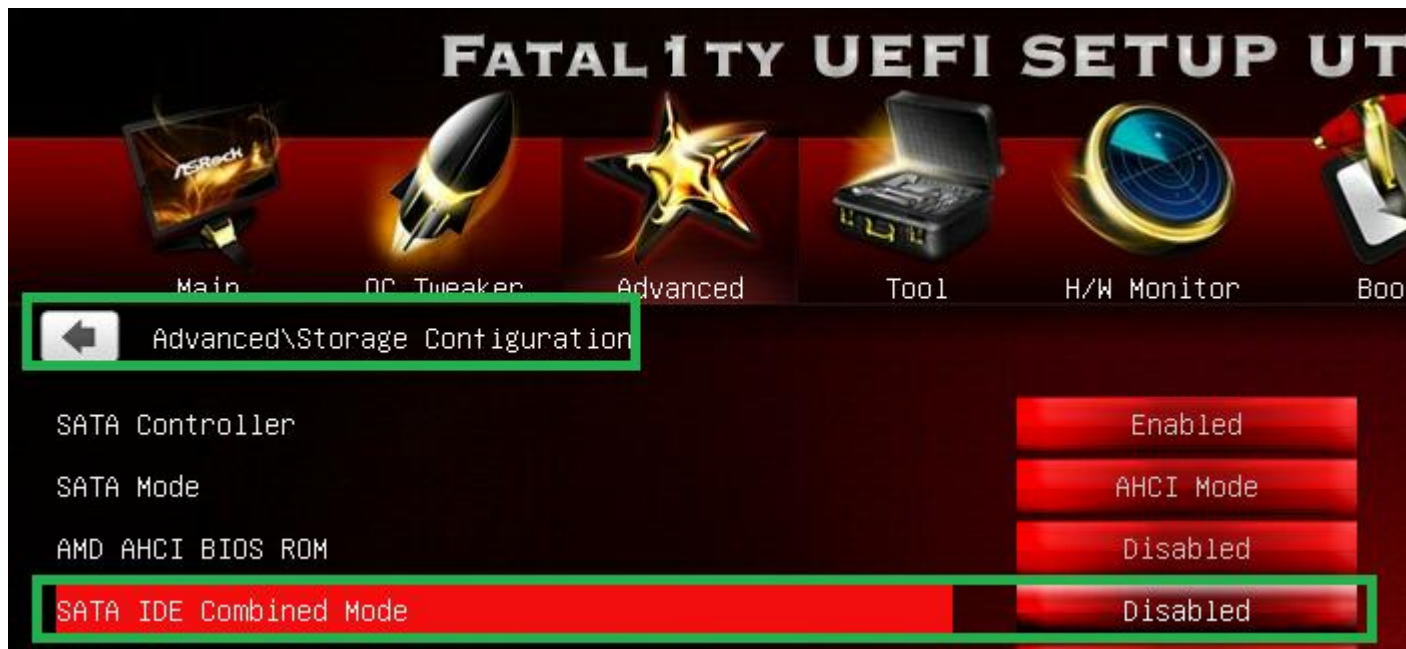 FATAL1TY UEFI SETUP UT
ASRock
Main OC Tweaker Advanced Tool H/W Monitor Boo
Advanced\Storage Configuration
SATA Controller Enabled
SATA Mode AHCI Mode
AMD AHCI BIOS ROM Disabled
SATA IDE Combined Mode Disabled